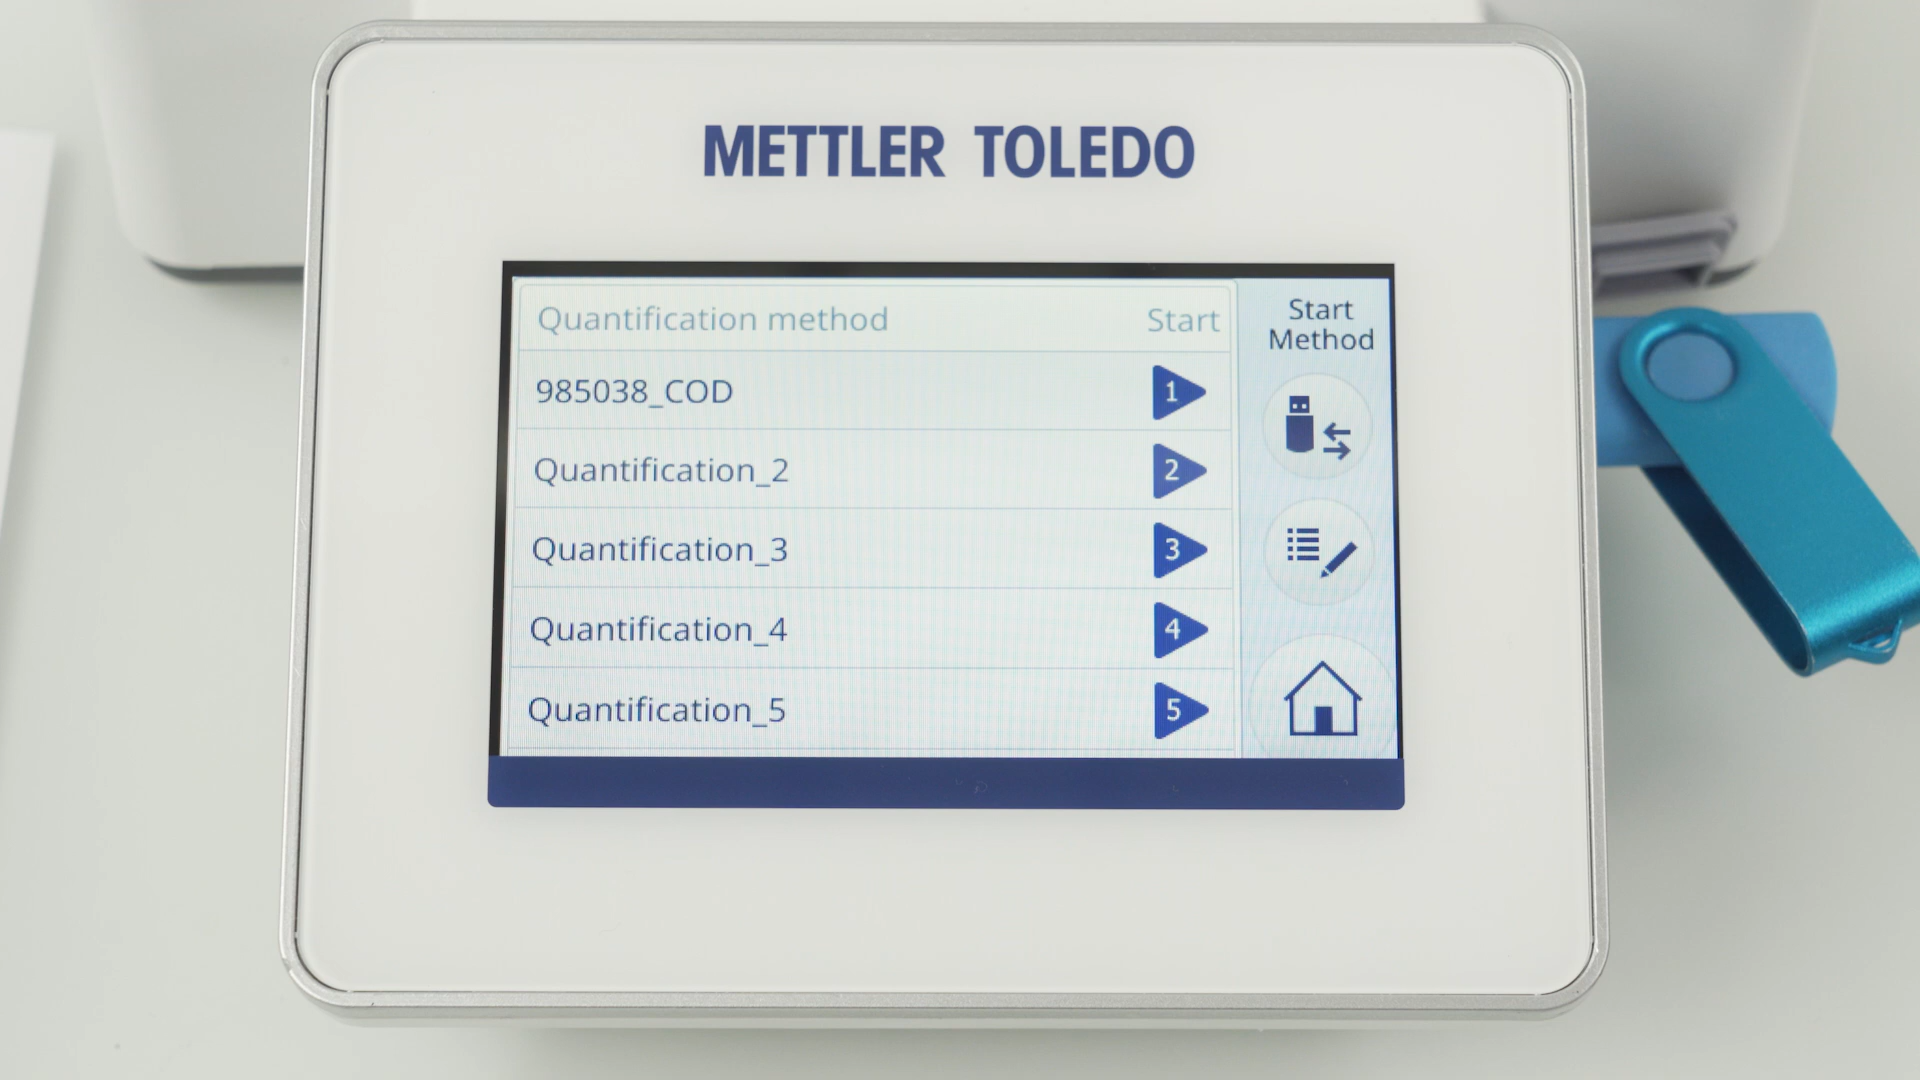 METTLER TOLEDO
Quantification method Start
985038_COD 1
Quantification_2 2
Quantification_3 3
Quantification_4 4
Quantification_5 5
Start
Method